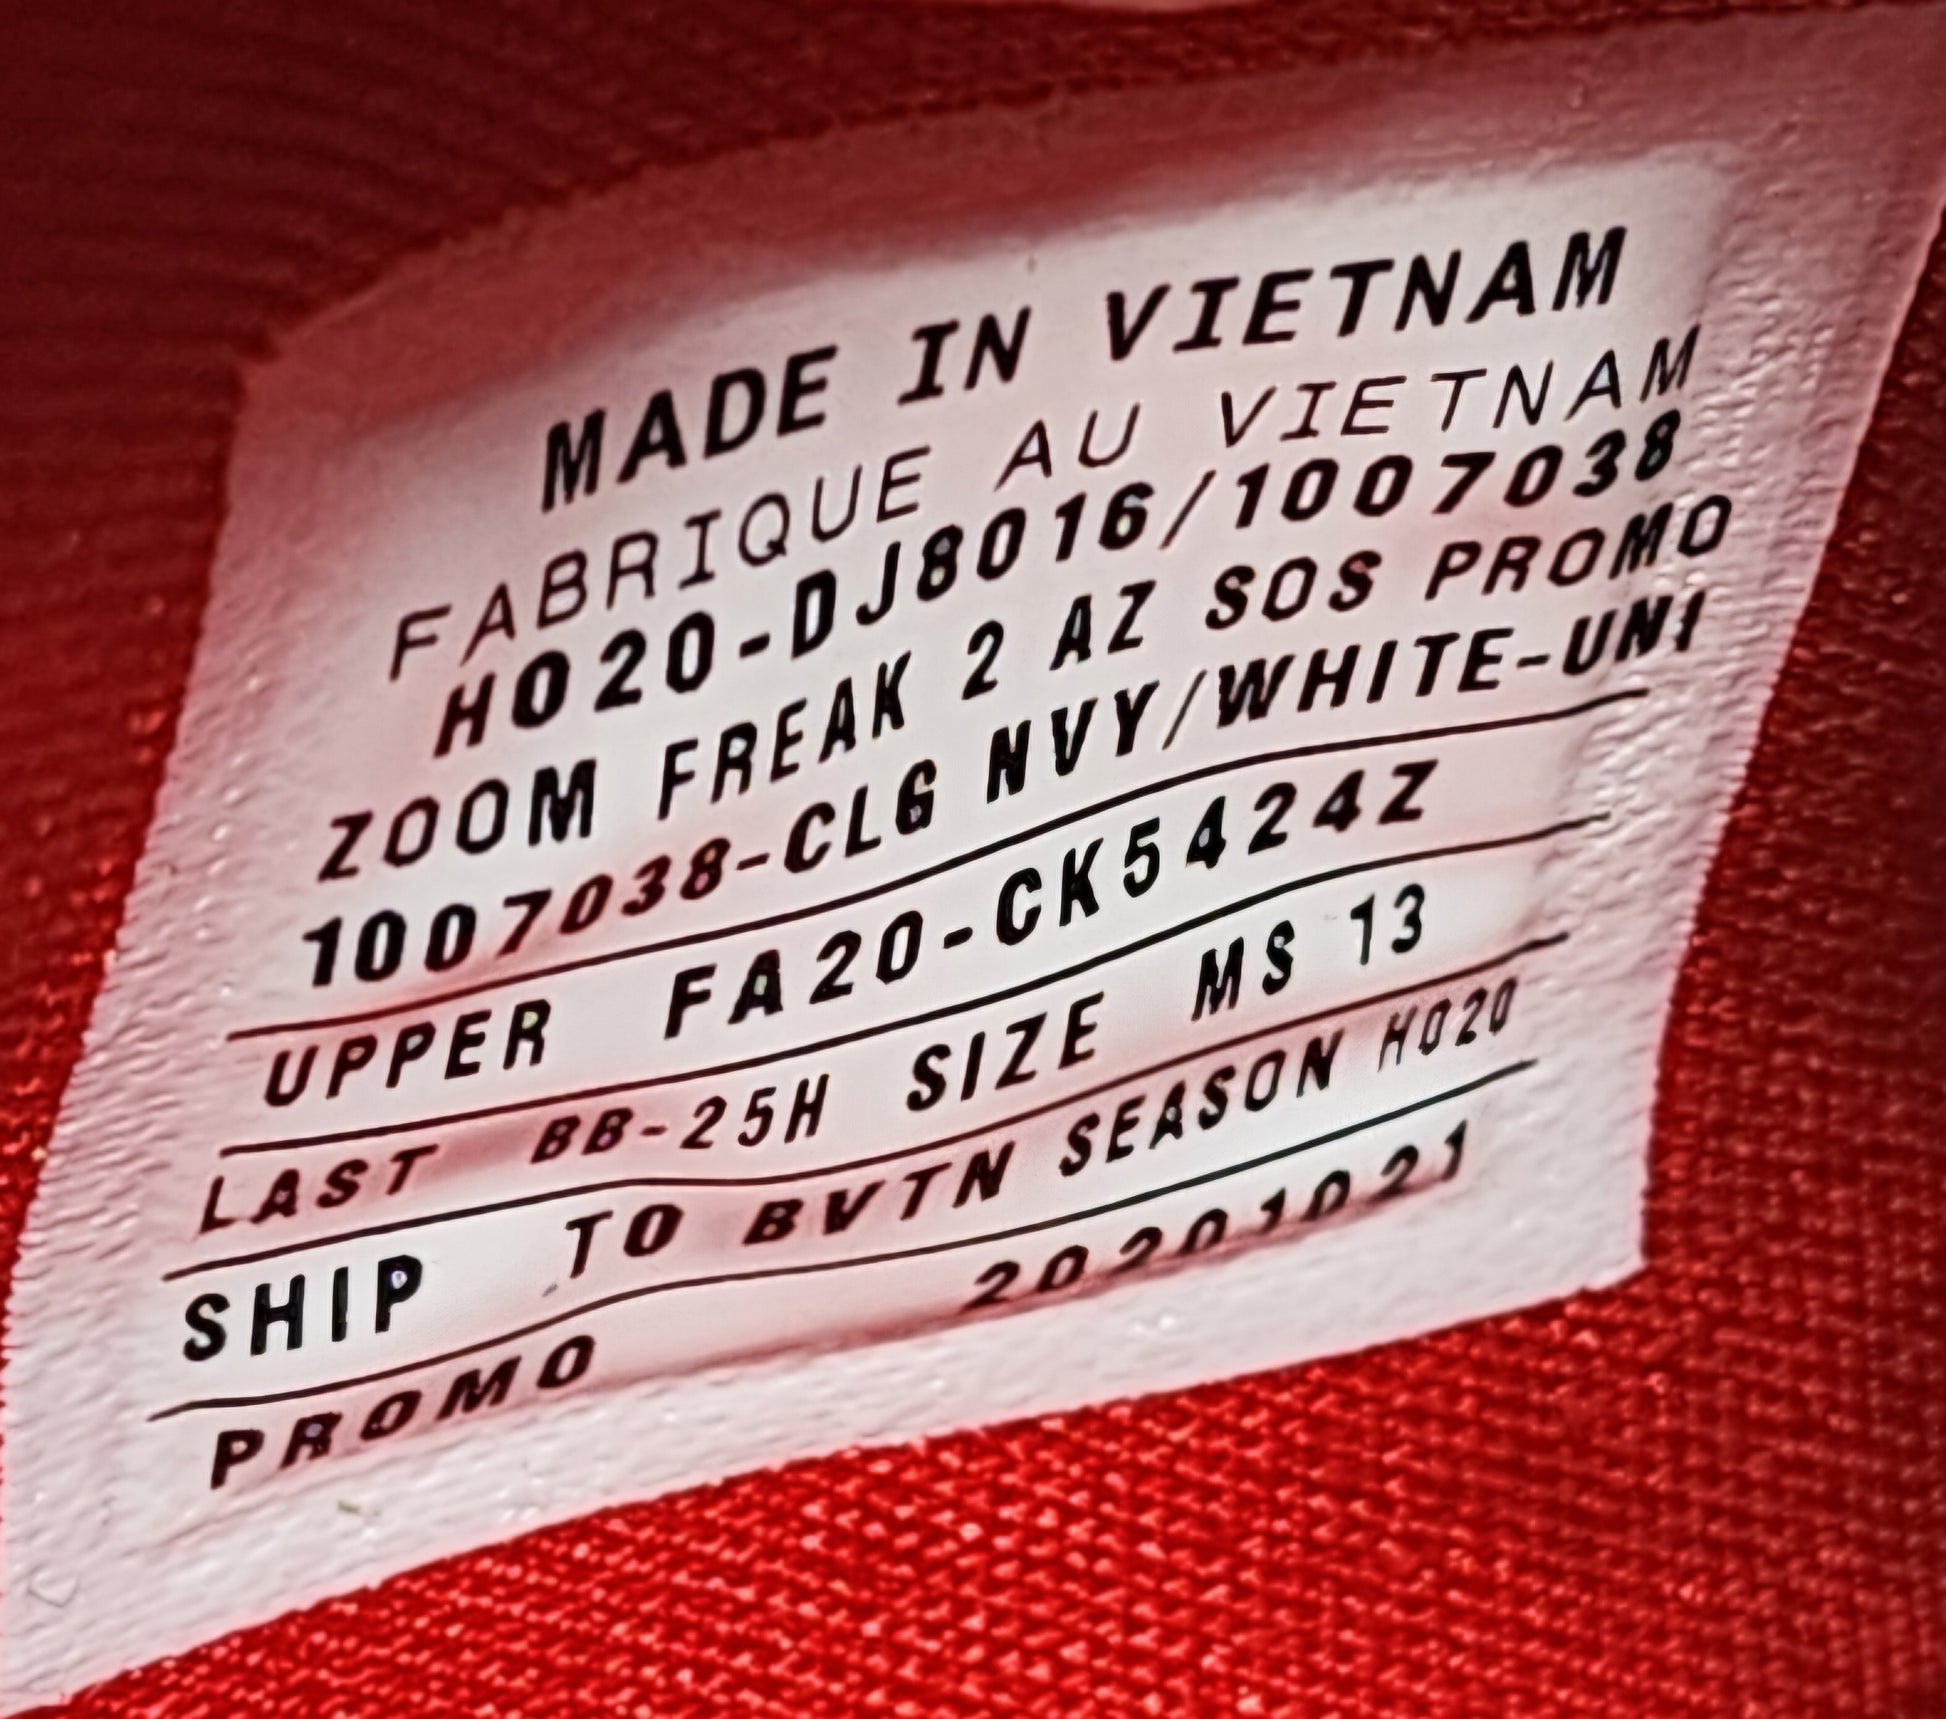 MADE IN VIETNAM
FABRIQUE AU VIETNAM
HO20-DJ8016/1007038
ZOOM FREAK 2 AZ SOS PROMO
1007038-CLG NVY/WHITE-UNI
UPPER FA20-CK5424Z
LAST BB-25H SIZE MS 13
SHIP TO BVTN SEASON HO20
PROMO 20201021